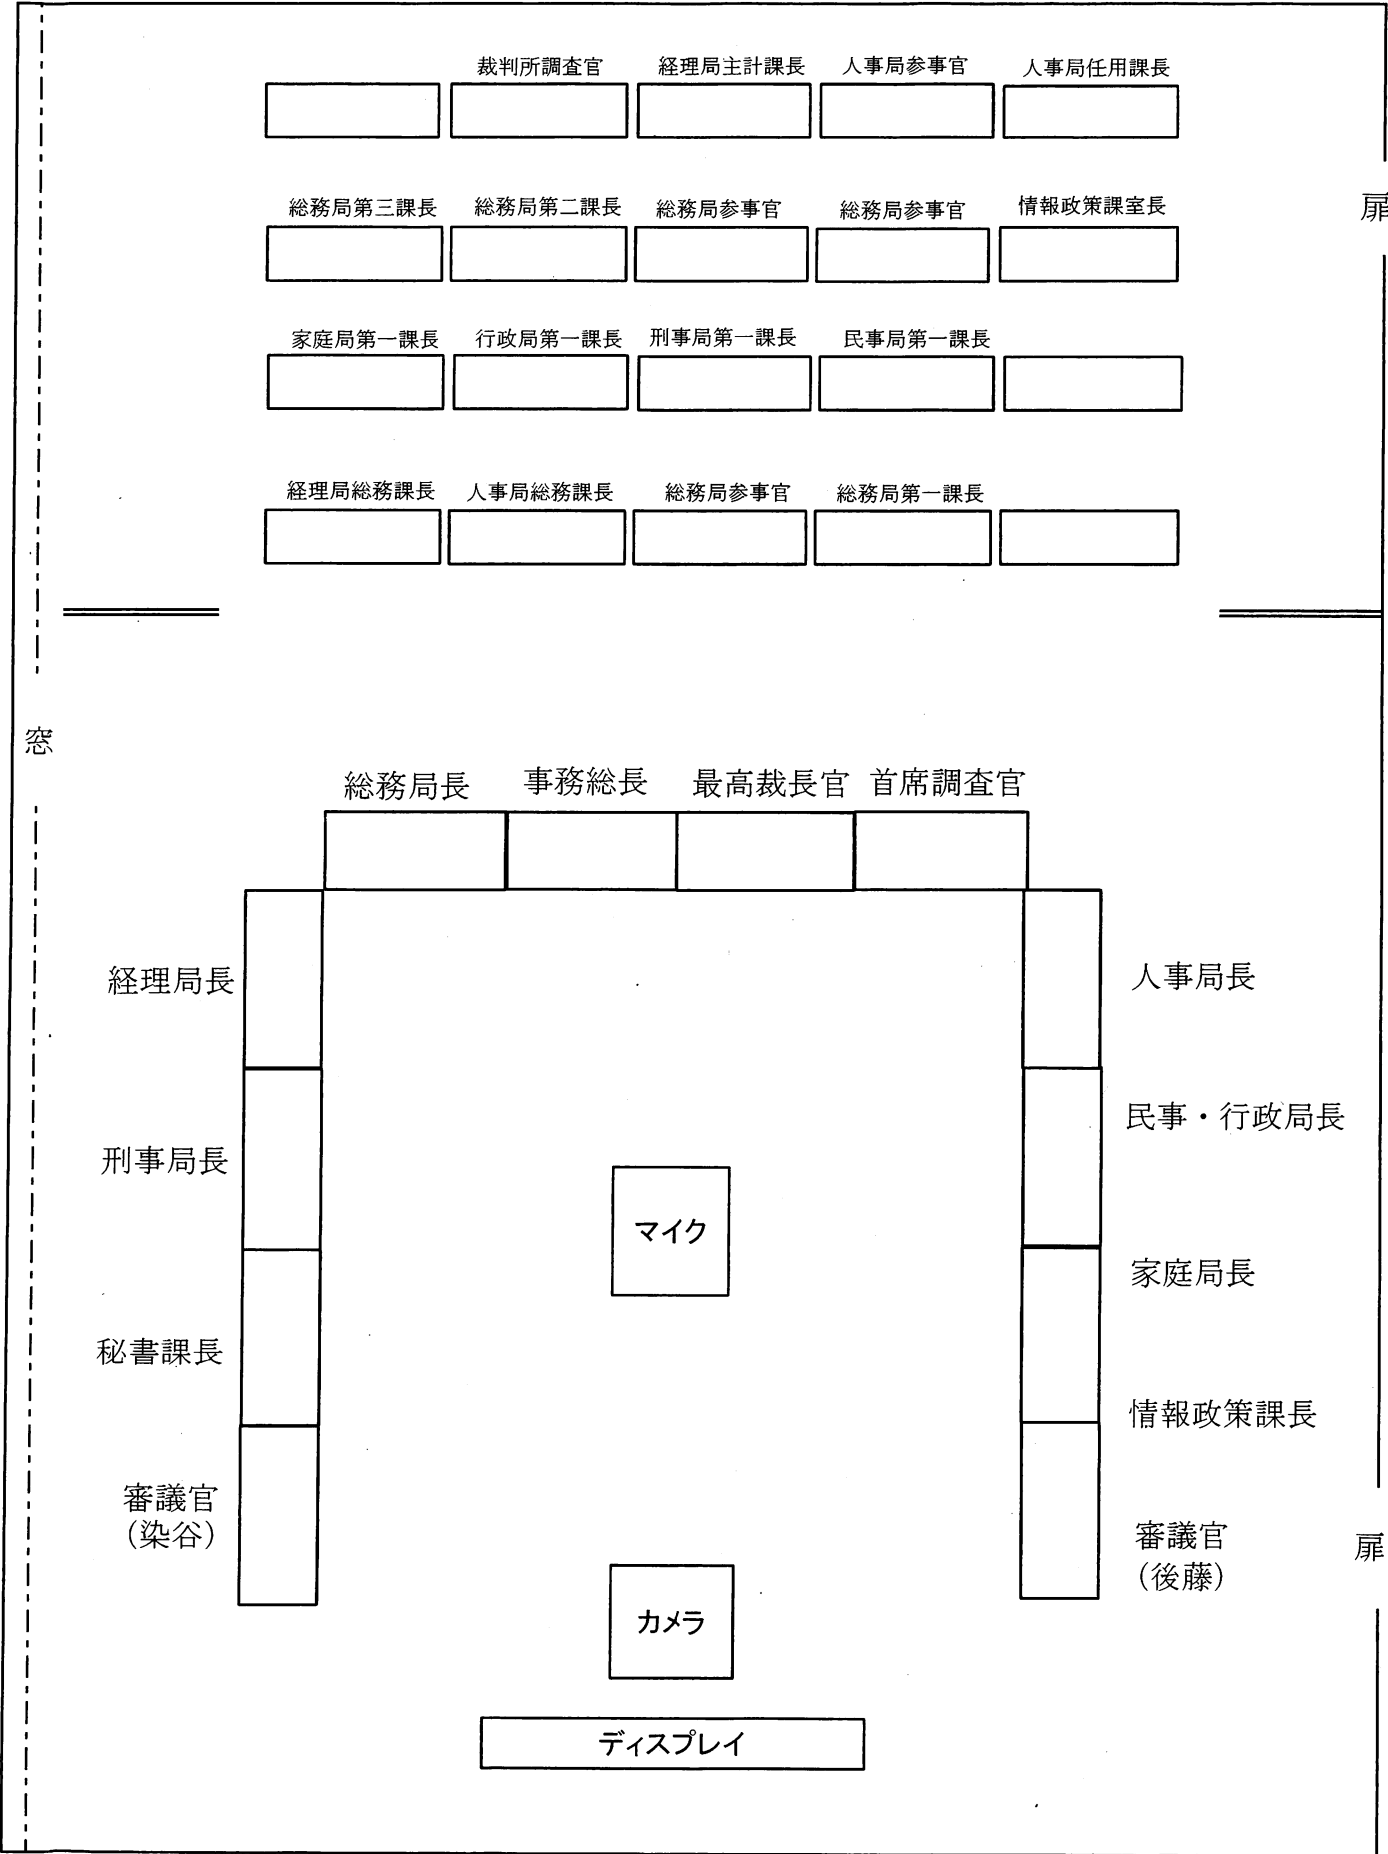 裁判所調査官 経理局主計課長 人事局参事官 人事局任用課長
扉
総務局第三課長 総務局第二課長 総務局参事官 総務局参事官 情報政策課室長
家庭局第一課長 行政局第一課長 刑事局第一課長 民事局第一課長
経理局総務課長 人事局総務課長 総務局参事官 総務局第一課長
窓
総務局長 事務総長 最高裁長官 首席調査官
経理局長
人事局長
民事・行政局長
刑事局長
マイク
家庭局長
秘書課長
情報政策課長
審議官
(染谷)
審議官
(後藤)
扉
カメラ
ディスプレイ